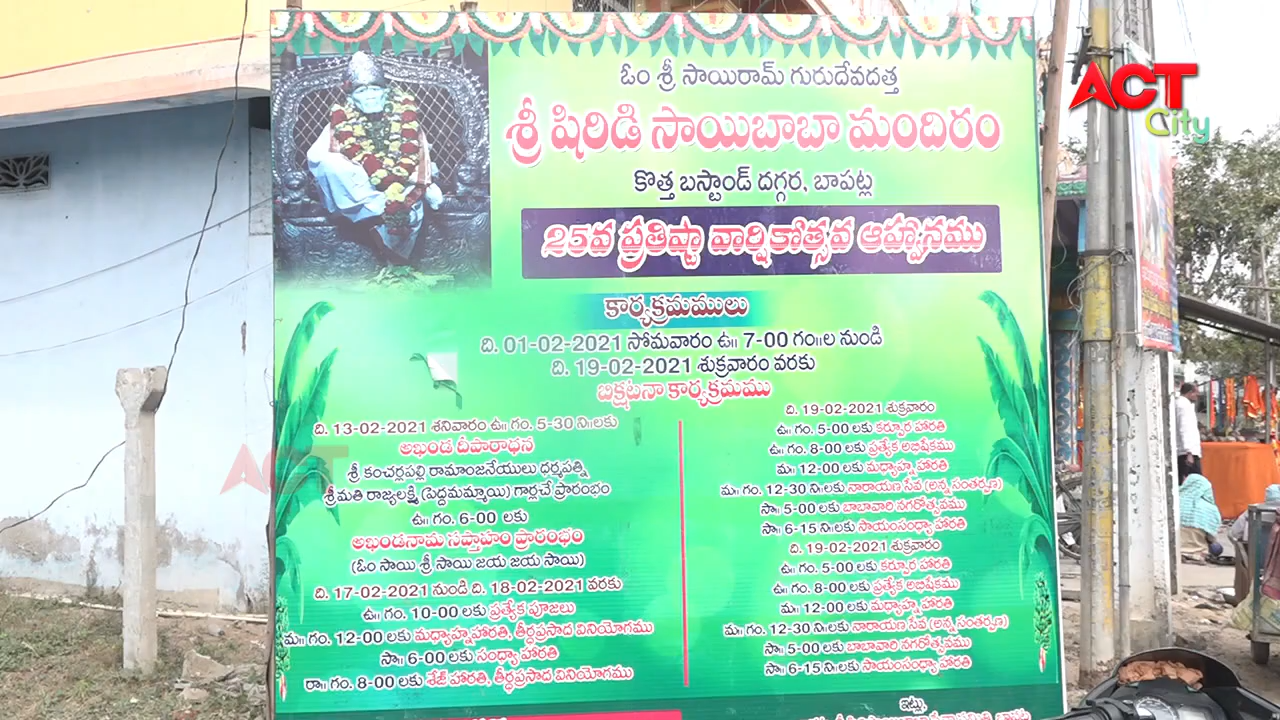 ఓం శ్రీ సాయిరామ్ గురుదేవదత్త
శ్రీ షిరిడి సాయిబాబా మందిరం
కొత్త బస్టాండ్ దగ్గర, బాపట్ల
25వ ప్రతిష్టా వార్షికోత్సవ ఆహ్వానము
కార్యక్రమములు
ది. 01-02-2021 సోమవారం ఉ॥ 7-00 గం॥ల నుండి
ది. 19-02-2021 శుక్రవారం వరకు
బిక్షటనా కార్యక్రమము
ది. 13-02-2021 శనివారం ఉ॥ గం. 5-30 ని॥లకు
అఖండ దీపారాధన
శ్రీ కంచర్లపల్లి రామాంజనేయులు ధర్మపత్ని
శ్రీమతి రాజ్యలక్ష్మి (పెద్దమమ్మాయి) గార్లచే ప్రారంభం
ఉ॥ గం. 6-00 లకు
అఖండనామ సప్తాహం ప్రారంభం
(ఓం సాయి శ్రీ సాయి జయ జయ సాయి)
ది. 17-02-2021 నుండి ది. 18-02-2021 వరకు
ఉ॥ గం. 10-00 లకు ప్రత్యేక పూజలు
మ॥ గం. 12-00 లకు మధ్యాహ్నహారతి, తీర్థప్రసాద వినియోగము
సా॥ 6-00 లకు సంధ్యా హారతి
రా॥ గం. 8-00 లకు శేజ్ హారతి, తీర్థప్రసాద వినియోగము
ది. 19-02-2021 శుక్రవారం
ఉ॥ గం. 5-00 లకు కర్పూర హారతి
ఉ॥ గం. 8-00 లకు ప్రత్యేక అభిషేకము
మ॥ 12-00 లకు మధ్యాహ్న హారతి
మ॥ గం. 12-30 ని॥లకు నారాయణ సేవ (అన్న సంతర్పణ)
సా॥ 5-00 లకు బాబావారి నగరోత్సవము
సా॥ 6-15 ని॥లకు సాయంసంధ్యా హారతి
ది. 19-02-2021 శుక్రవారం
ఉ॥ గం. 5-00 లకు కర్పూర హారతి
ఉ॥ గం. 8-00 లకు ప్రత్యేక అభిషేకము
మ॥ 12-00 లకు మధ్యాహ్న హారతి
మ॥ గం. 12-30 ని॥లకు నారాయణ సేవ (అన్న సంతర్పణ)
సా॥ 5-00 లకు బాబావారి నగరోత్సవము
సా॥ 6-15 ని॥లకు సాయంసంధ్యా హారతి
ఇట్లు,
ACT
City
ACT